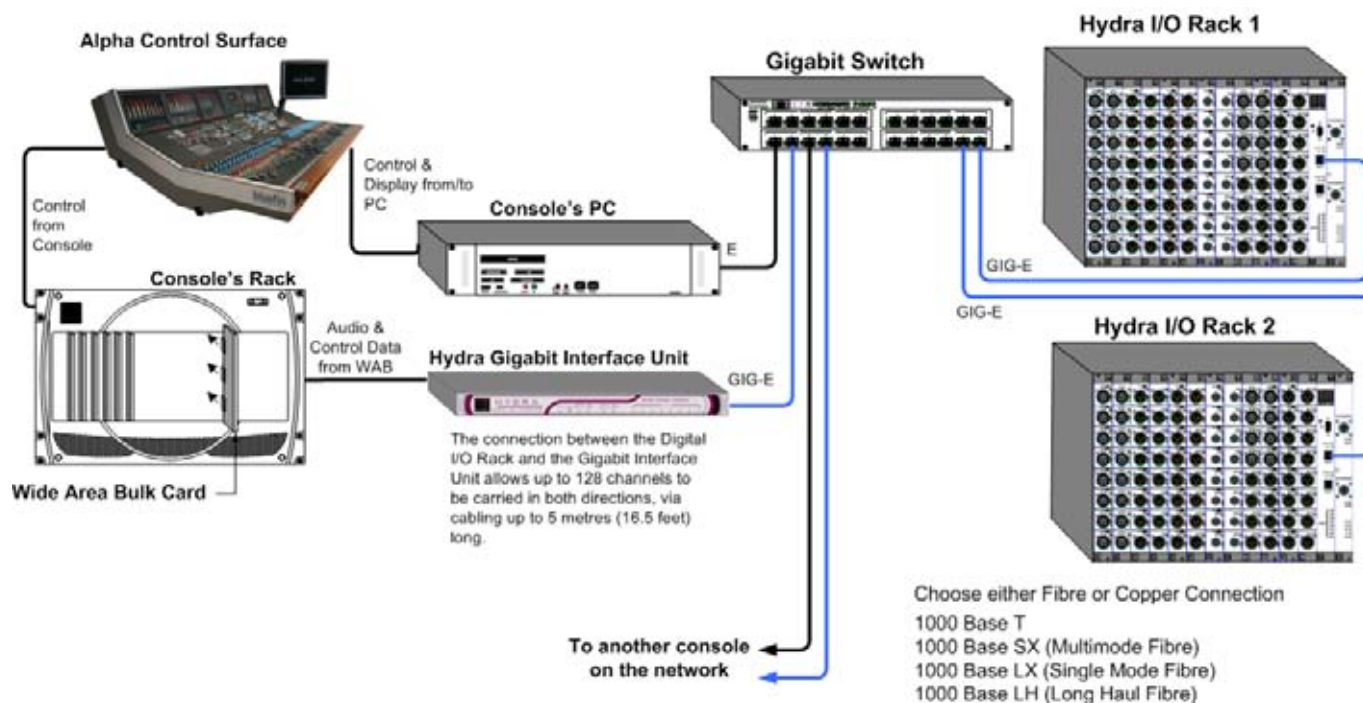 Alpha Control Surface
Hydra I/O Rack 1
Gigabit Switch
Control &
Display from/to
PC
Control
from
Console
Console's PC
E
Console's Rack
GIG-E
GIG-E
Audio &
Control Data
from WAB
Hydra Gigabit Interface Unit
GIG-E
HYDRA
Hydra I/O Rack 2
The connection between the Digital
I/O Rack and the Gigabit Interface
Unit allows up to 128 channels to
be carried in both directions, via
cabling up to 5 metres (16.5 feet)
long.
Wide Area Bulk Card
Choose either Fibre or Copper Connection
1000 Base T
1000 Base SX (Multimode Fibre)
1000 Base LX (Single Mode Fibre)
1000 Base LH (Long Haul Fibre)
To another console
on the network